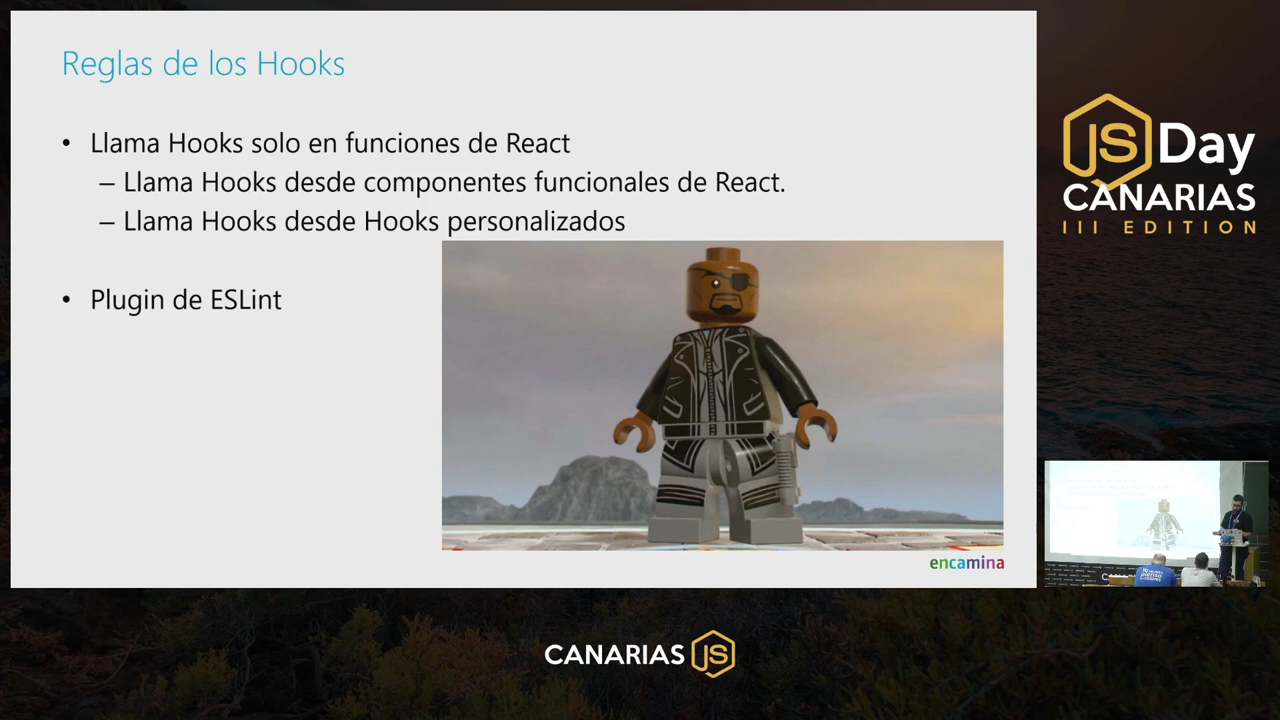 Reglas de los Hooks
• Llama Hooks solo en funciones de React
– Llama Hooks desde componentes funcionales de React.
– Llama Hooks desde Hooks personalizados
• Plugin de ESLint
encamina
JS Day
CANARIAS
III EDITION
CANARIAS JS